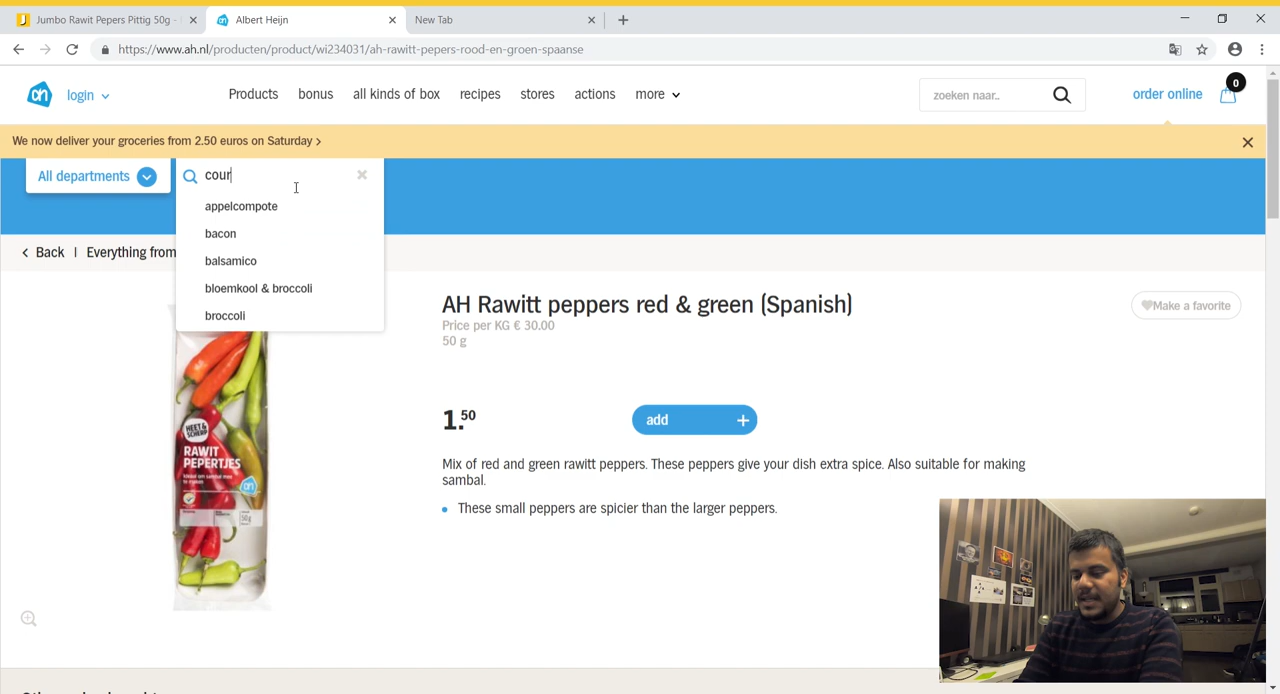 Jumbo Rawit Pepers Pittig 50g -
Albert Heijn
New Tab
https://www.ah.nl/producten/product/wi234031/ah-rawitt-pepers-rood-en-groen-spaanse
ah
login
Products
bonus
all kinds of box
recipes
stores
actions
more
zoeken naar..
order online
0
We now deliver your groceries from 2.50 euros on Saturday >
All departments
cour
appelcompote
bacon
balsamico
bloemkool & broccoli
broccoli
< Back | Everything from
AH Rawitt peppers red & green (Spanish)
Price per KG € 30.00
50 g
Make a favorite
1.50
add +
Mix of red and green rawitt peppers. These peppers give your dish extra spice. Also suitable for making
sambal.
These small peppers are spicier than the larger peppers.
HEET &
SCHERP
RAWIT
PEPERTJES